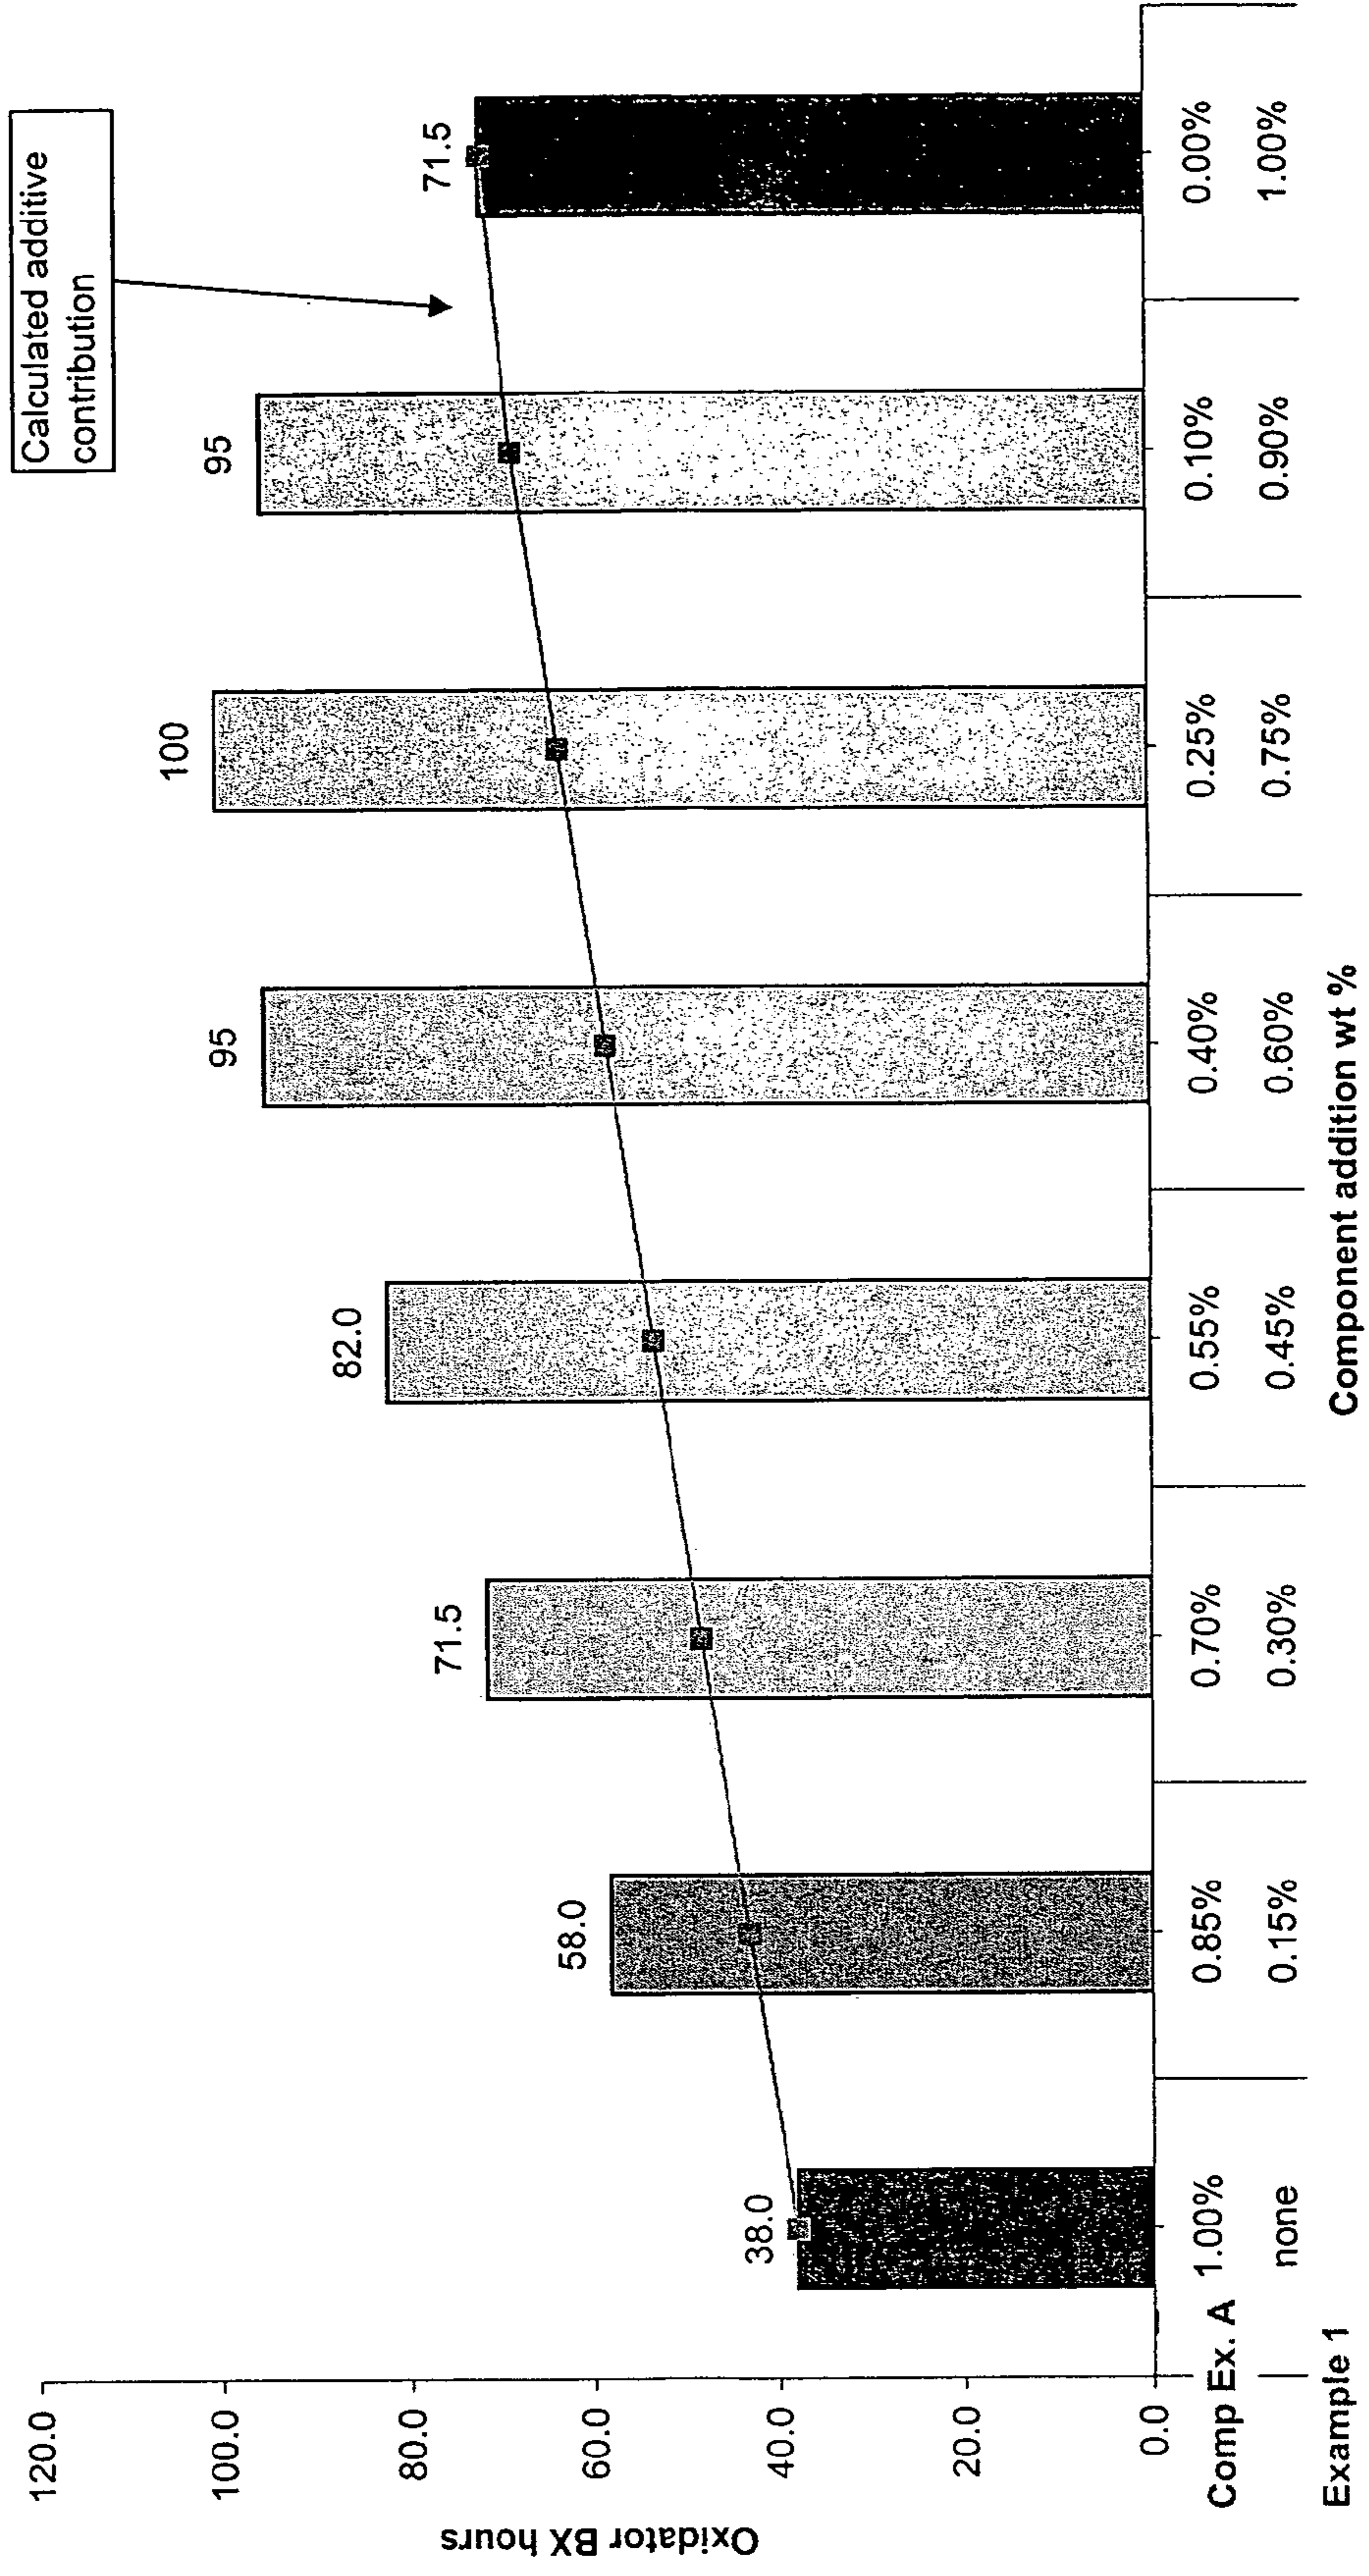 Calculated additive
contribution
Oxidator BX hours
120.0
100.0
80.0
60.0
40.0
20.0
0.0
38.0
58.0
71.5
82.0
95
100
95
71.5
Comp Ex. A 1.00% 0.85% 0.70% 0.55% 0.40% 0.25% 0.10% 0.00%
Example 1 none 0.15% 0.30% 0.45% 0.60% 0.75% 0.90% 1.00%
Component addition wt %